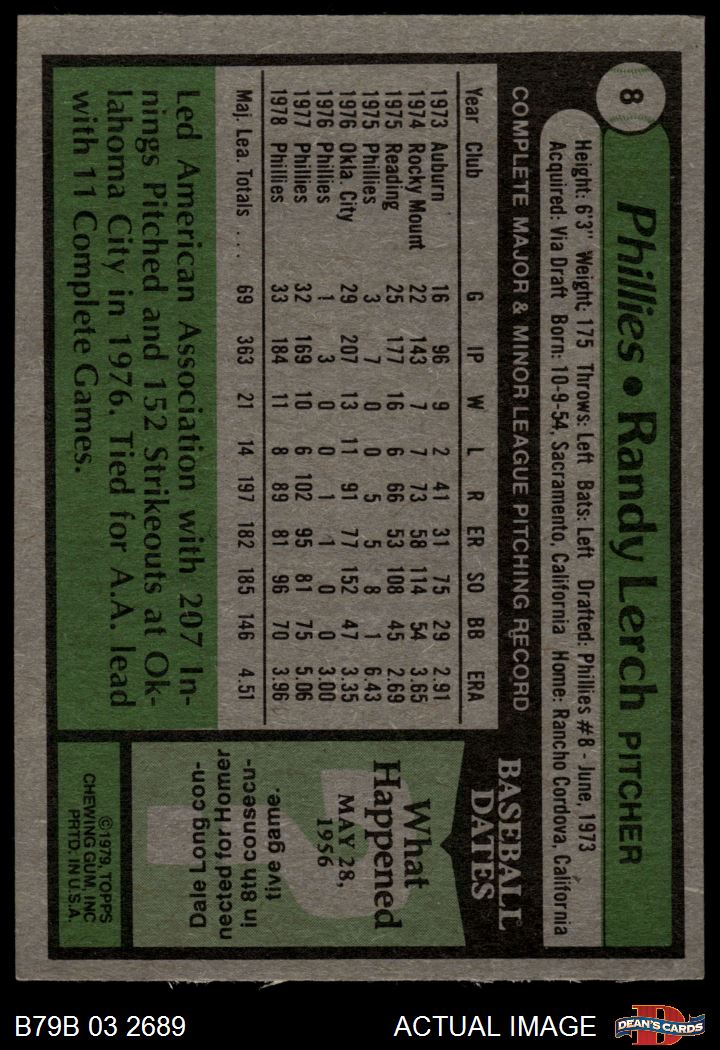 8
Phillies • Randy Lerch PITCHER
Height: 6'3" Weight: 175 Throws: Left Bats: Left Drafted: Phillies #8 - June, 1973
Acquired: Via Draft Born: 10-9-54, Sacramento, California Home: Rancho Cordova, California
COMPLETE MAJOR & MINOR LEAGUE PITCHING RECORD
Year Club G IP W L R ER SO BB ERA
1973 Auburn 16 96 9 2 41 31 75 29 2.91
1974 Rocky Mount 22 143 7 7 73 58 114 54 3.65
1975 Reading 25 177 16 6 66 53 108 45 2.69
1975 Phillies 3 7 0 0 5 5 8 1 6.43
1976 Okla. City 29 207 13 11 91 77 152 47 3.35
1976 Phillies 1 3 0 0 1 1 0 0 3.00
1977 Phillies 32 169 10 6 102 95 81 75 5.06
1978 Phillies 33 184 11 8 89 81 96 70 3.96
Maj. Lea. Totals . . . . 69 363 21 14 197 182 185 146 4.51
Led American Association with 207 In-
nings Pitched and 152 Strikeouts at Ok-
lahoma City in 1976. Tied for A.A. lead
with 11 Complete Games.
BASEBALL
DATES
What
Happened
MAY 28,
1956
Dale Long con-
nected for Homer
in 8th consecu-
tive game.
©1979, TOPPS
CHEWING GUM, INC
PRTD. IN U.S.A.
B79B 03 2689
ACTUAL IMAGE
D
DEAN'S CARDS